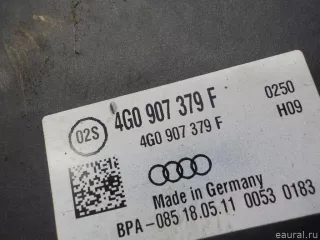 02S
4G0 907 379 F
0250
4G0 907 379 F
H09
Made in Germany
BPA-085 18.05.11 0053 0183
eaural.ru